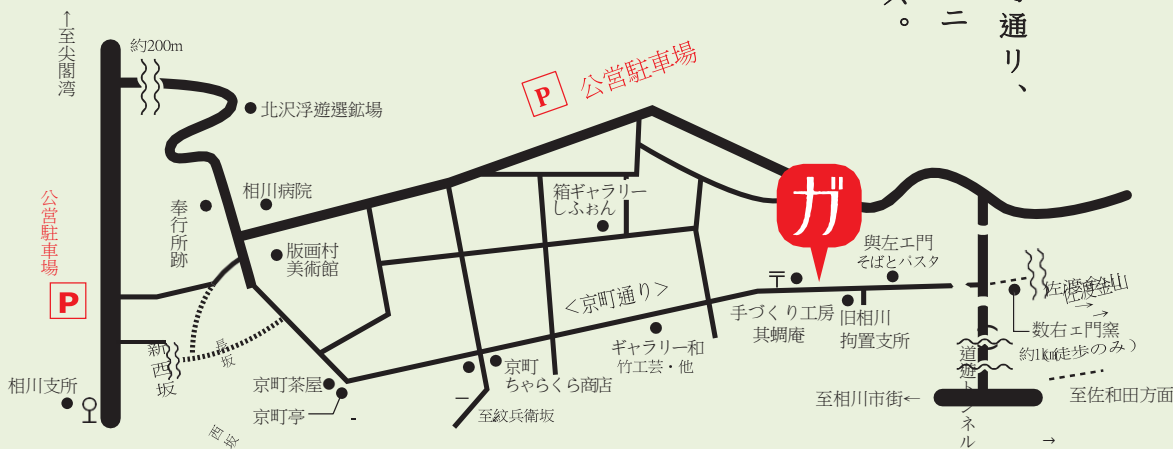 通り、
ニ
。
↑至尖閣湾
約200m
北沢浮遊選鉱場
P 公営駐車場
公営駐車場
P
奉行所跡
相川病院
版画村
美術館
箱ギャラリー
しふぉん
ガ
與左ェ門
そばとパスタ
〒
<京町通り>
手づくり工房
其蜩庵
旧相川
拘置支所
佐渡金山
→
→
数右ェ門窯
約1km(徒歩のみ)
道遊トンネル
新西坂
長坂
相川支所
京町茶屋
京町亭
京町
ちゃらくら商店
ギャラリー和
竹工芸・他
至紋兵衛坂
西坂
至相川市街←
至佐和田方面
→